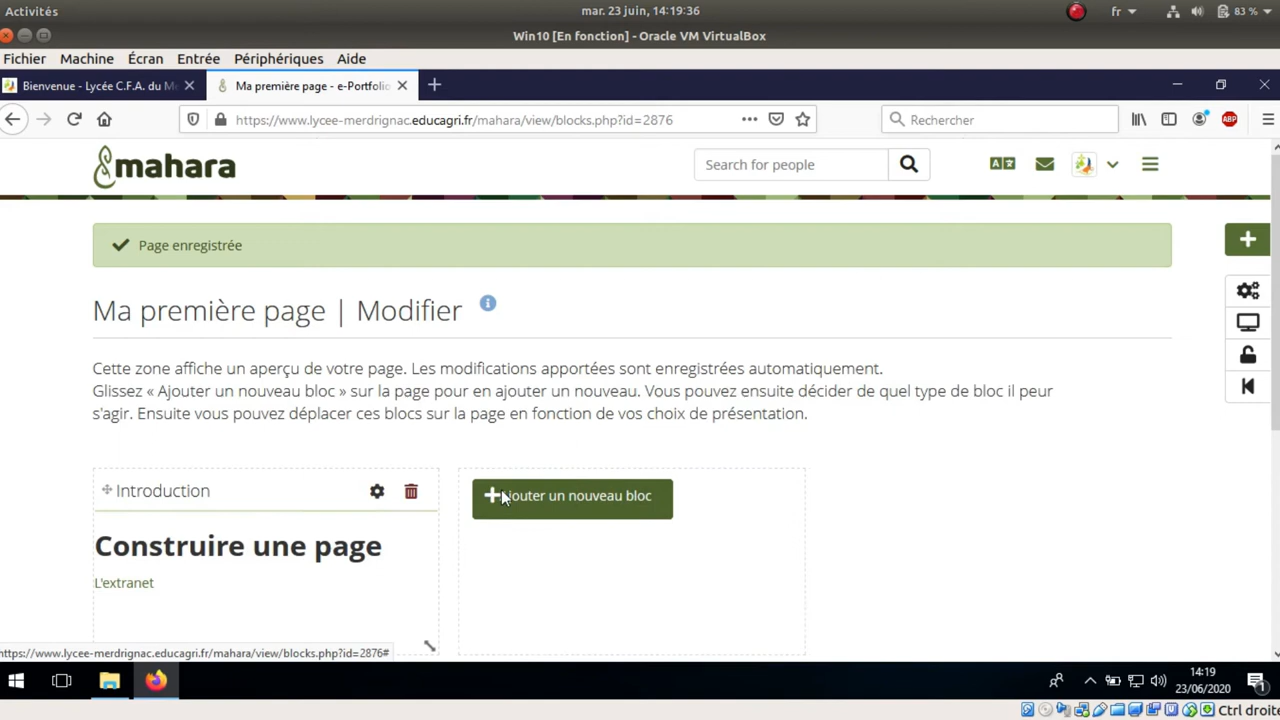 Activités
mar. 23 juin, 14:19:36
fr
83 %
Win10 [En fonction] - Oracle VM VirtualBox
Fichier Machine Écran Entrée Périphériques Aide
Bienvenue - Lycée C.F.A. du Me
Ma première page - e-Portfolio
https://www.lycee-merdrignac.educagri.fr/mahara/view/blocks.php?id=2876
Rechercher
ABP
mahara
Search for people
Page enregistrée
Ma première page | Modifier
Cette zone affiche un aperçu de votre page. Les modifications apportées sont enregistrées automatiquement.
Glissez « Ajouter un nouveau bloc » sur la page pour en ajouter un nouveau. Vous pouvez ensuite décider de quel type de bloc il peur
s'agir. Ensuite vous pouvez déplacer ces blocs sur la page en fonction de vos choix de présentation.
Introduction
Ajouter un nouveau bloc
Construire une page
L'extranet
https://www.lycee-merdrignac.educagri.fr/mahara/view/blocks.php?id=2876#
14:19
23/06/2020
Ctrl droite